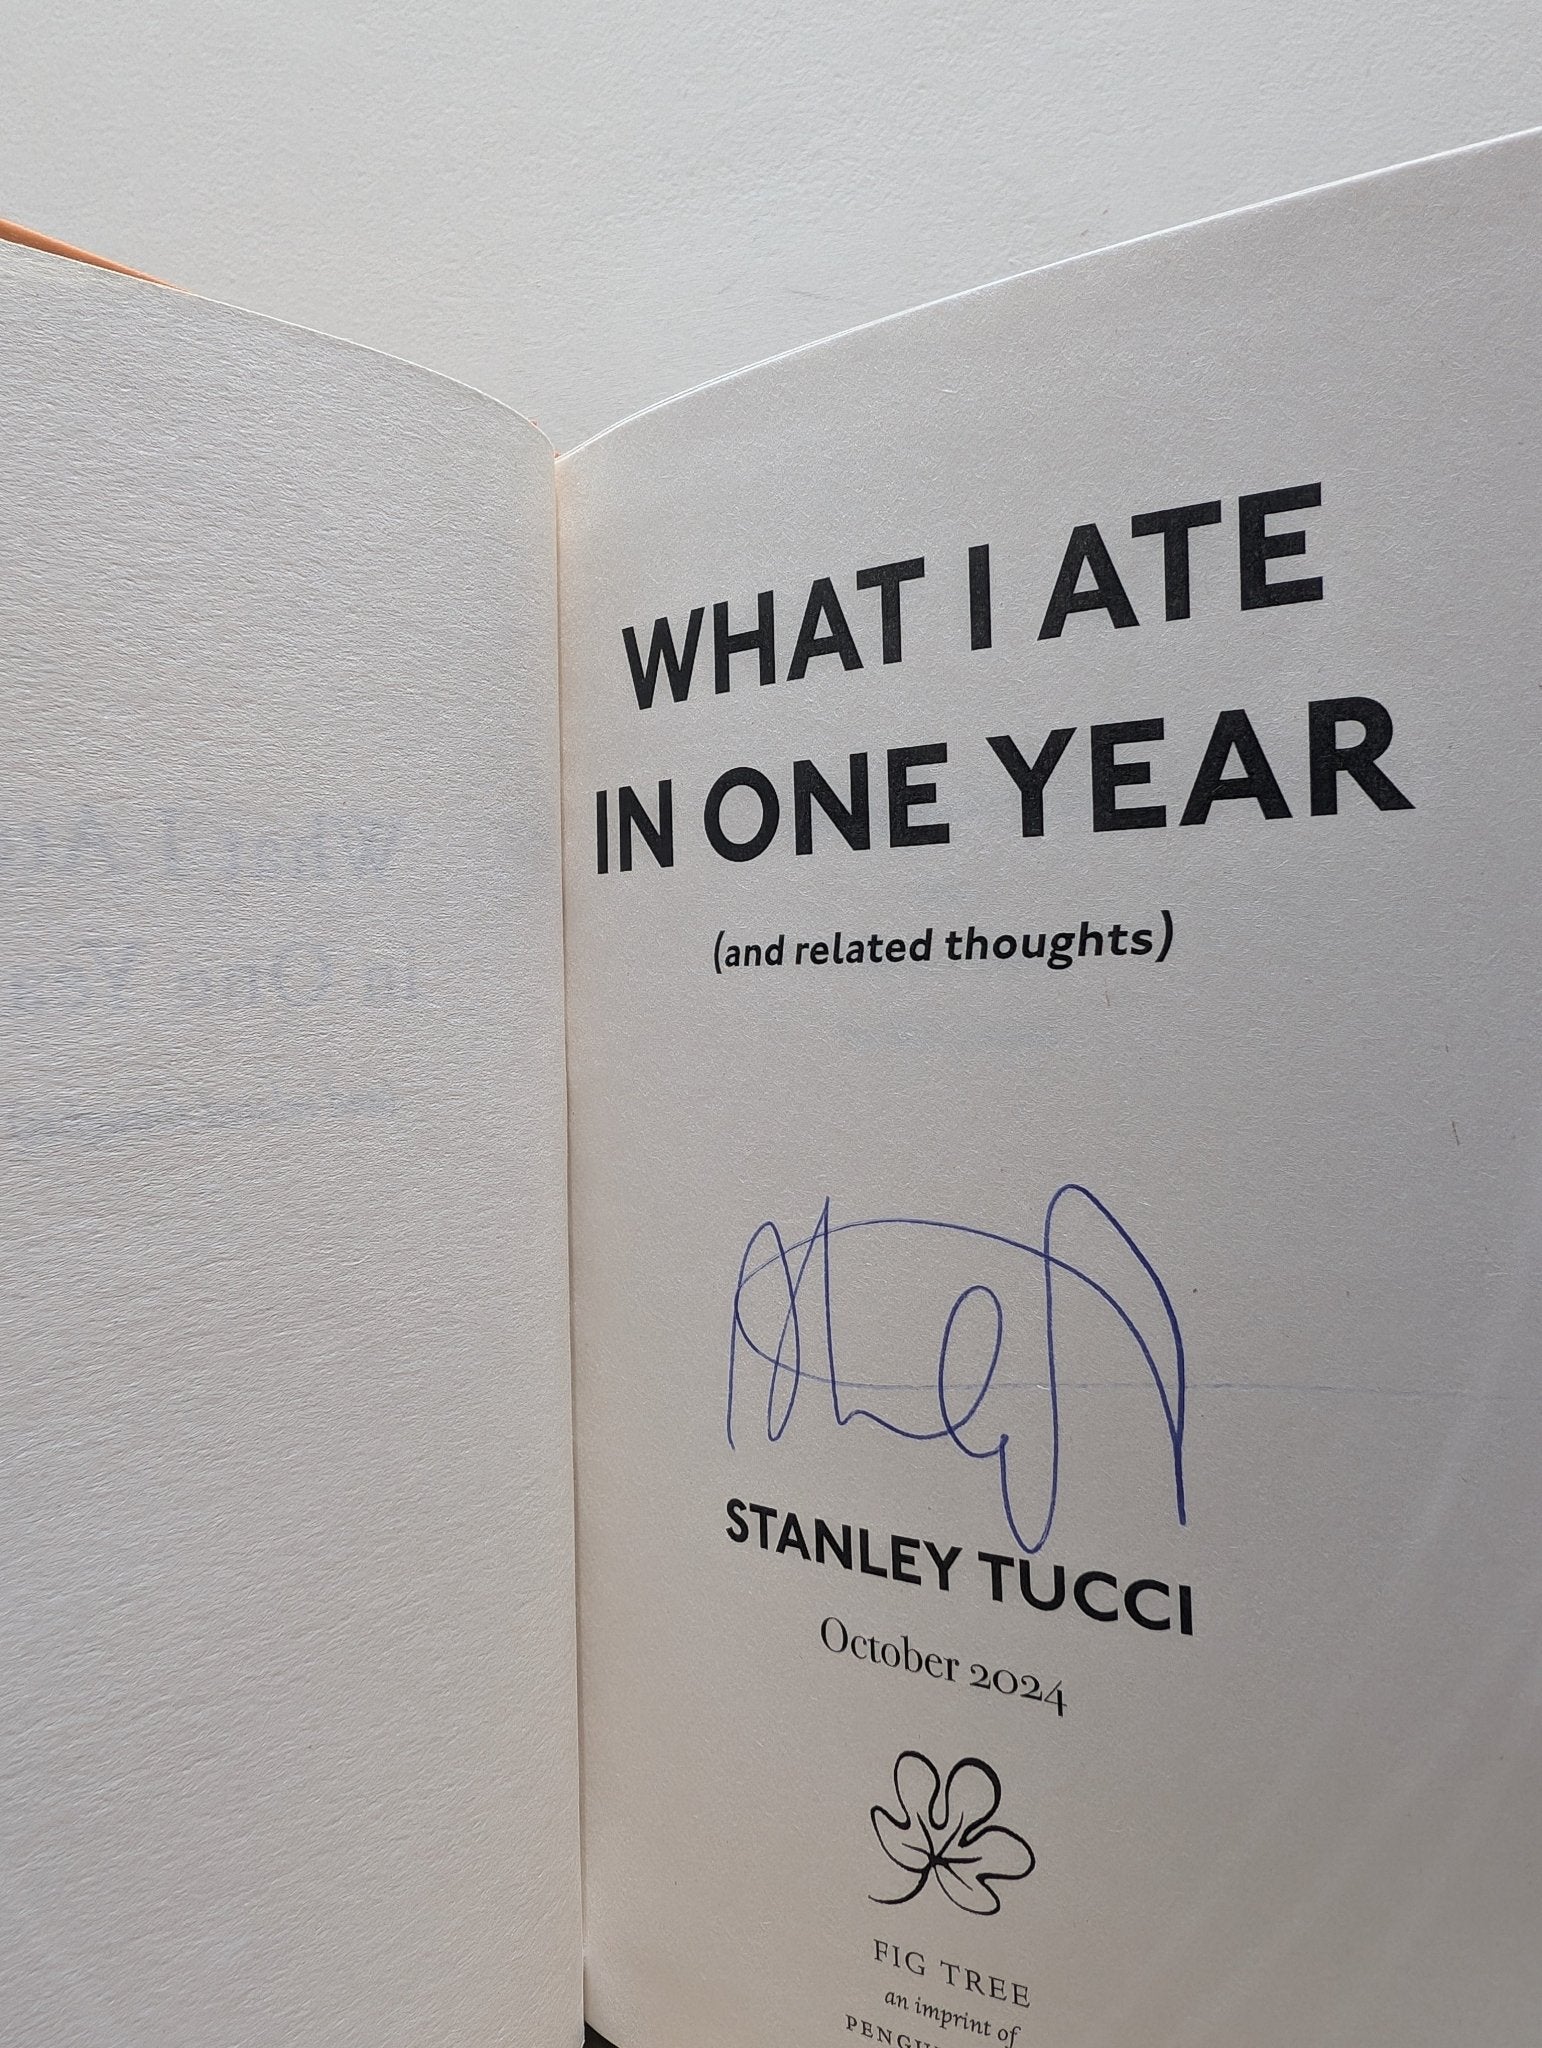 WHAT I ATE
IN ONE YEAR
(and related thoughts)
STANLEY TUCCI
October 2024
FIG TREE
an imprint of